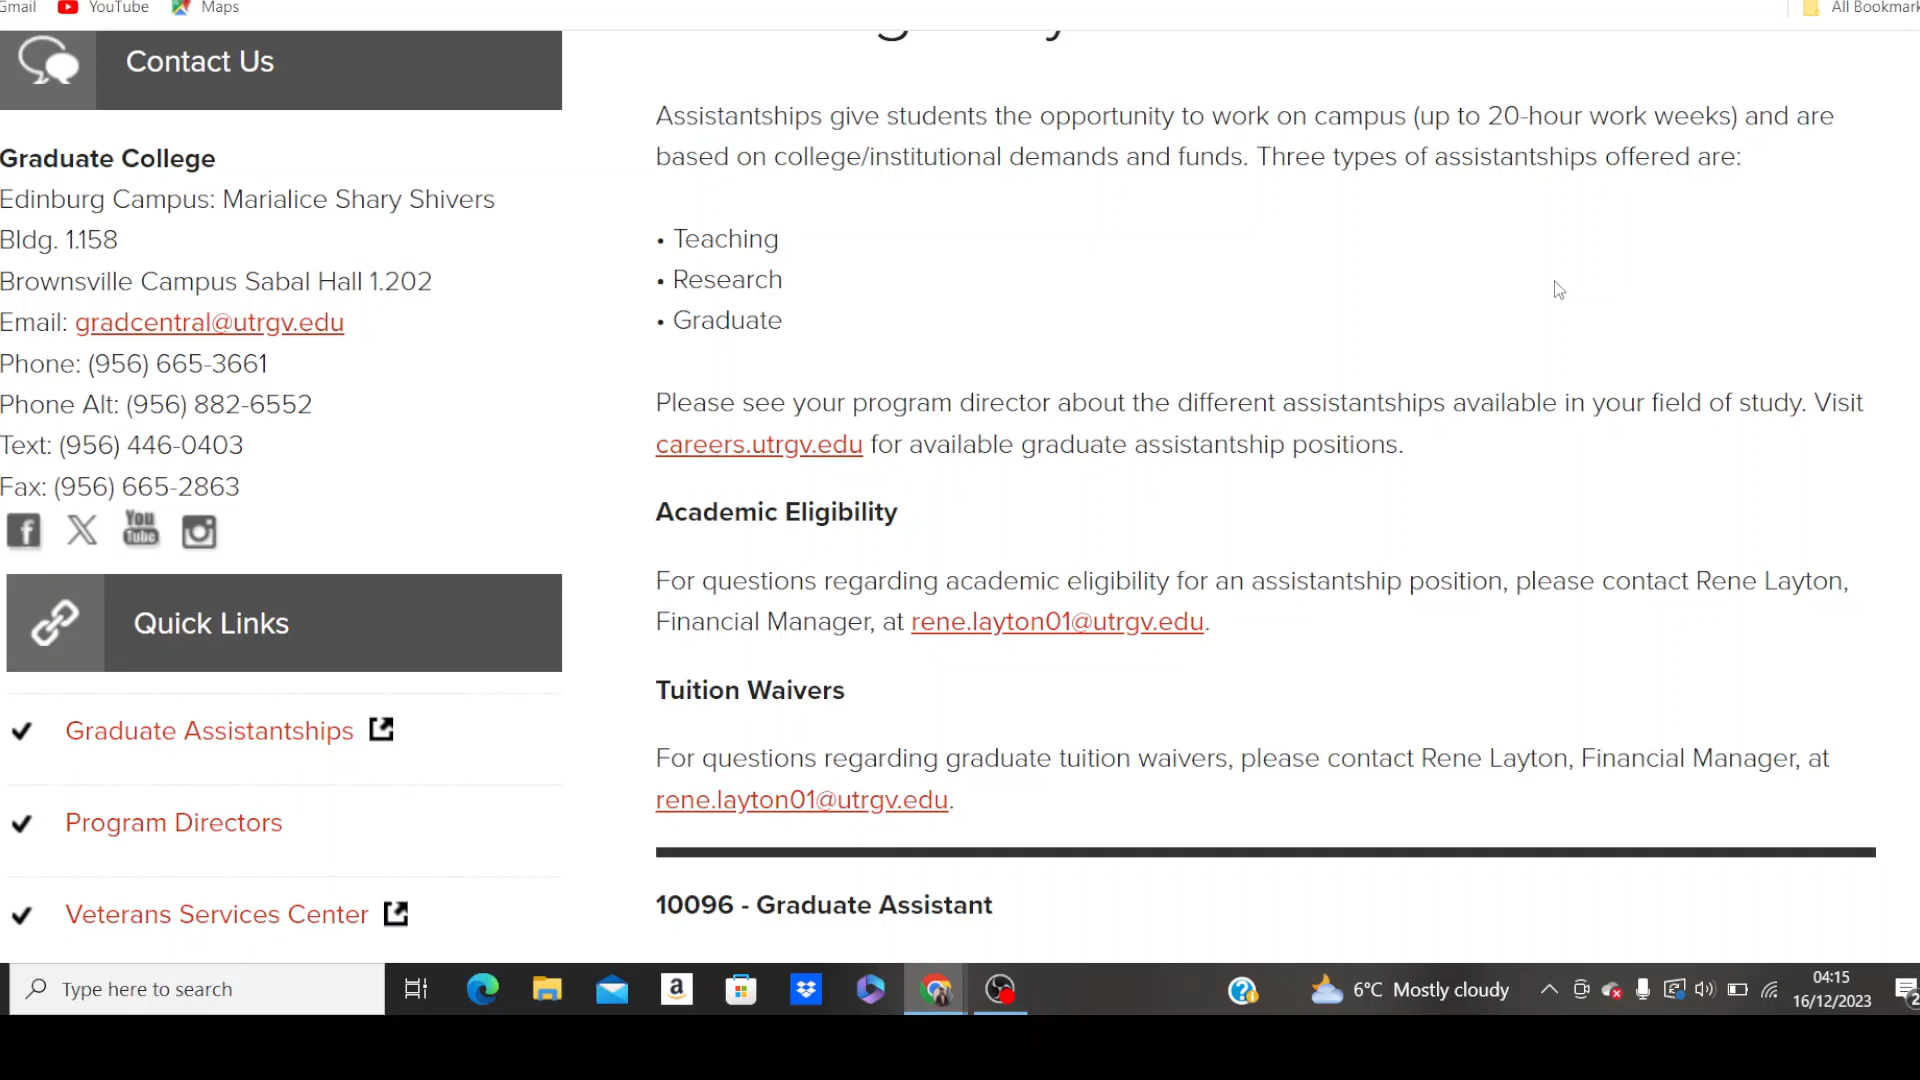 Gmail
YouTube
Maps
All Bookmark
Contact Us
Graduate College
Edinburg Campus: Marialice Shary Shivers
Bldg. 1.158
Brownsville Campus Sabal Hall 1.202
Email: gradcentral@utrgv.edu
Phone: (956) 665-3661
Phone Alt: (956) 882-6552
Text: (956) 446-0403
Fax: (956) 665-2863
You
Tube
Quick Links
Graduate Assistantships
Program Directors
Veterans Services Center
Assistantships give students the opportunity to work on campus (up to 20-hour work weeks) and are
based on college/institutional demands and funds. Three types of assistantships offered are:
• Teaching
• Research
• Graduate
Please see your program director about the different assistantships available in your field of study. Visit
careers.utrgv.edu for available graduate assistantship positions.
Academic Eligibility
For questions regarding academic eligibility for an assistantship position, please contact Rene Layton,
Financial Manager, at rene.layton01@utrgv.edu.
Tuition Waivers
For questions regarding graduate tuition waivers, please contact Rene Layton, Financial Manager, at
rene.layton01@utrgv.edu.
10096 - Graduate Assistant
Type here to search
6°C Mostly cloudy
04:15
16/12/2023
2